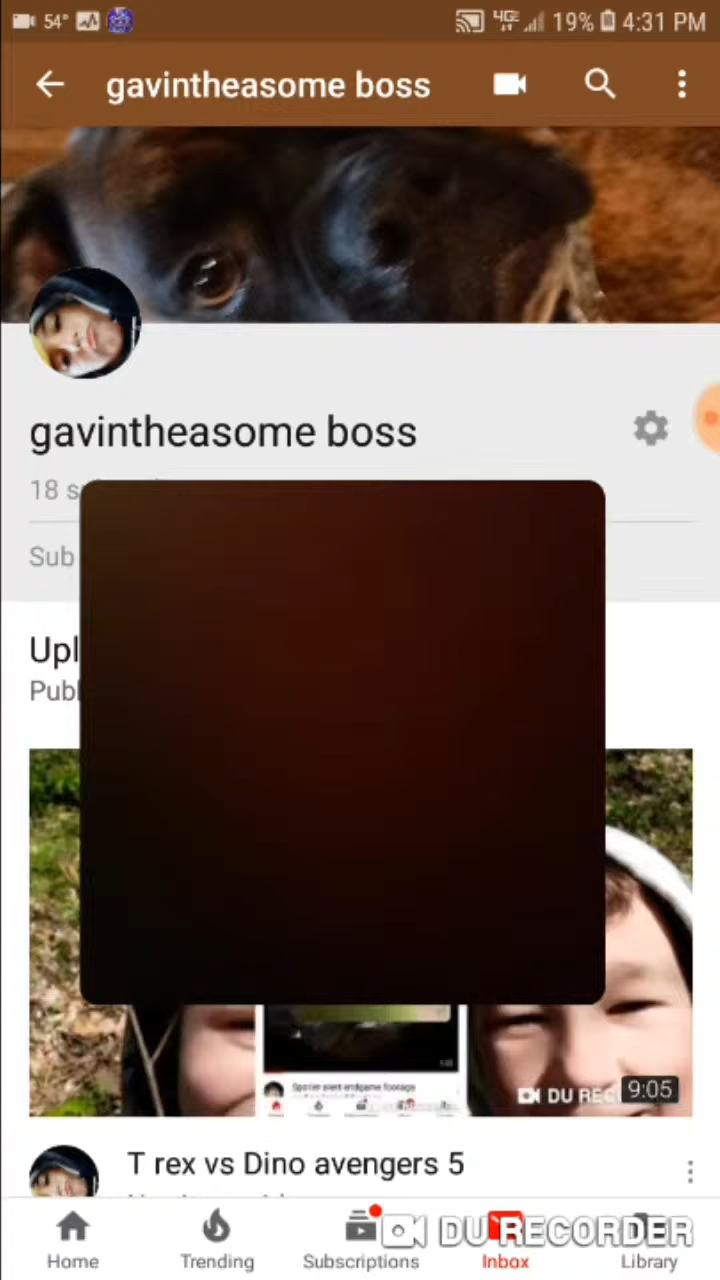 54° 4GE 19% 4:31 PM
gavintheasome boss
gavintheasome boss
18
Sub
Upl
Publ
Spoiler alert endgame footage
DU REC 9:05
T rex vs Dino avengers 5
DU RECORDER
Home Trending Subscriptions Inbox Library